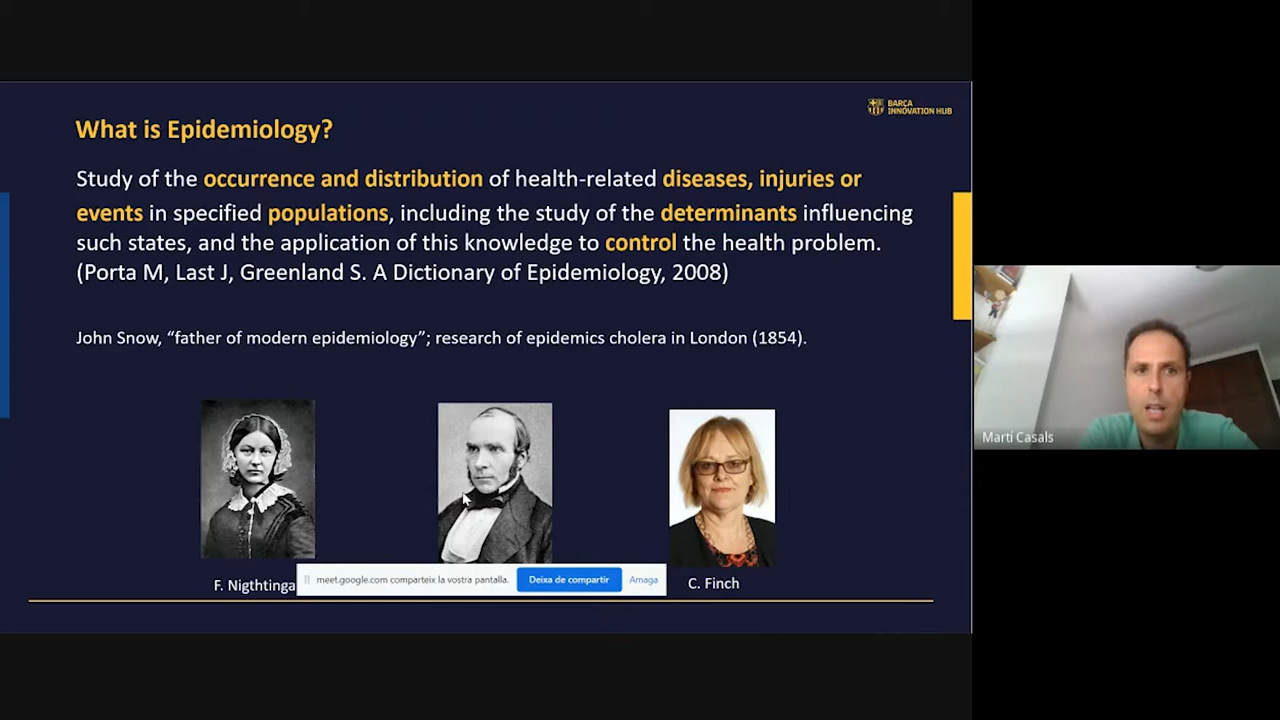 BARÇA
INNOVATION HUB
What is Epidemiology?
Study of the occurrence and distribution of health-related diseases, injuries or
events in specified populations, including the study of the determinants influencing
such states, and the application of this knowledge to control the health problem.
(Porta M, Last J, Greenland S. A Dictionary of Epidemiology, 2008)
John Snow, “father of modern epidemiology”; research of epidemics cholera in London (1854).
Martí Casals
F. Nigthtinga
meet.google.com comparteix la vostra pantalla. Deixa de compartir Amaga
C. Finch